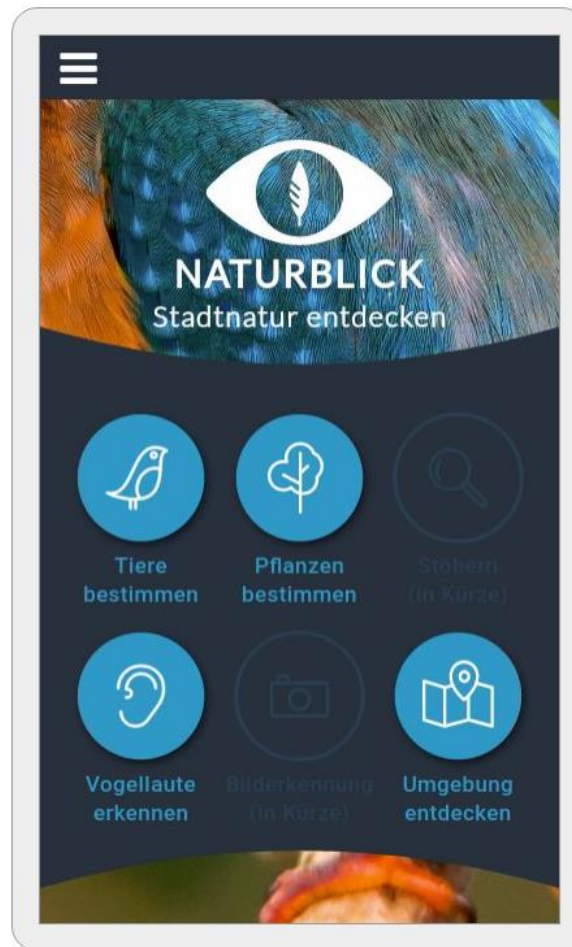 NATURBLICK
Stadtnatur entdecken
Tiere
bestimmen
Pflanzen
bestimmen
Stöbern
(in Kürze)
Vogellaute
erkennen
Bilderkennung
(in Kürze)
Umgebung
entdecken